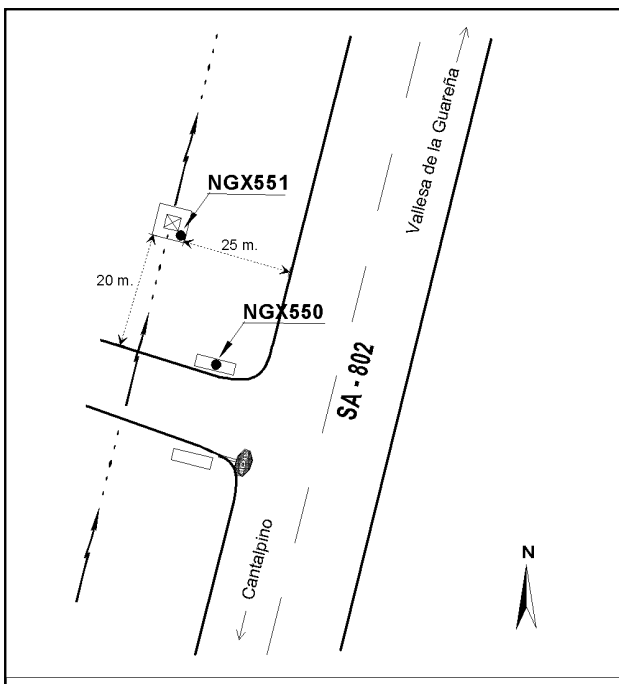 Vallesa de la Guareña
NGX551
25 m.
20 m.
NGX550
SA - 802
N
Cantalpino